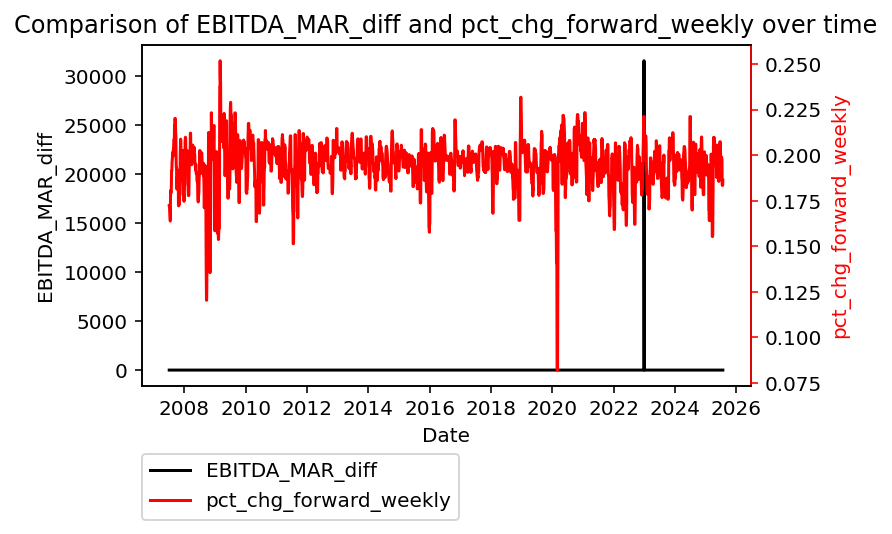 Comparison of EBITDA_MAR_diff and pct_chg_forward_weekly over time
30000
25000
20000
15000
10000
5000
0
EBITDA_MAR_diff
0.250
0.225
0.200
0.175
0.150
0.125
0.100
0.075
pct_chg_forward_weekly
2008 2010 2012 2014 2016 2018 2020 2022 2024 2026
Date
EBITDA_MAR_diff
pct_chg_forward_weekly